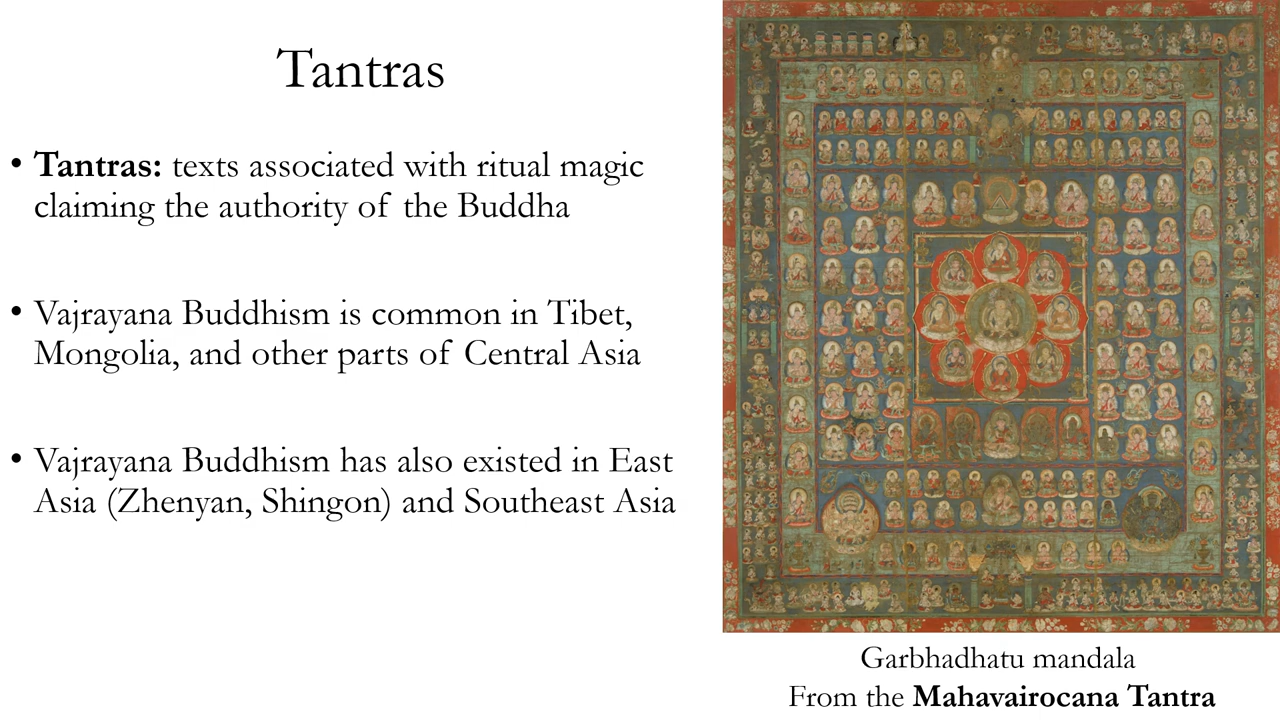 Tantras
• Tantras: texts associated with ritual magic
claiming the authority of the Buddha
• Vajrayana Buddhism is common in Tibet,
Mongolia, and other parts of Central Asia
• Vajrayana Buddhism has also existed in East
Asia (Zhenyan, Shingon) and Southeast Asia
Garbhadhatu mandala
From the Mahavairocana Tantra